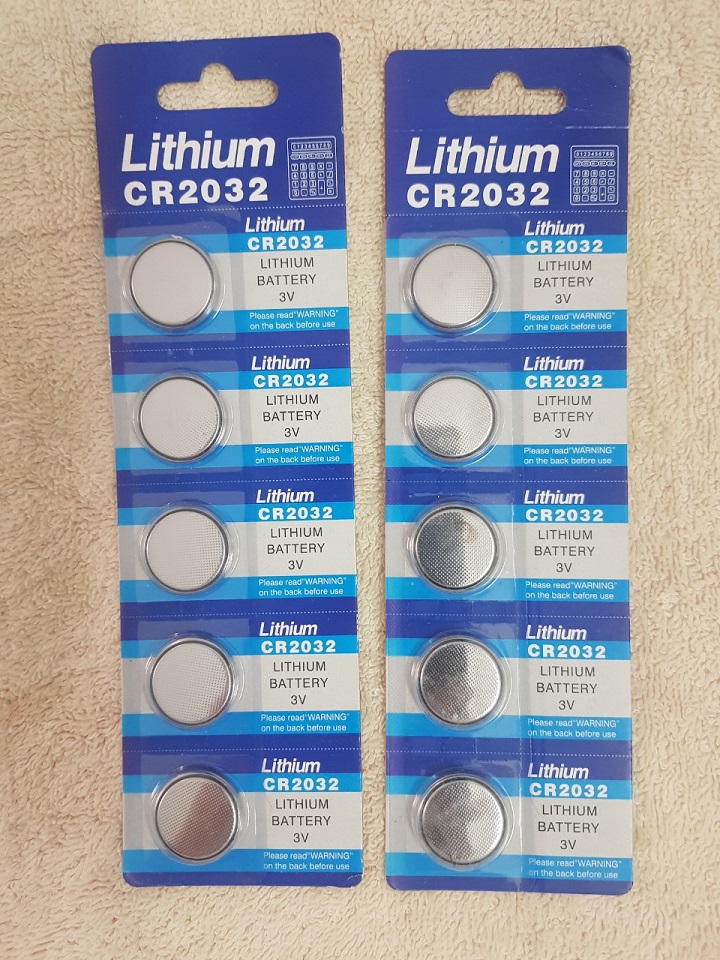 Lithium
CR2032
Lithium
CR2032
LITHIUM
BATTERY
3V
Please read"WARNING"
on the back before use
Lithium
CR2032
LITHIUM
BATTERY
3V
Please read"WARNING"
on the back before use
Lithium
CR2032
LITHIUM
BATTERY
3V
Please read"WARNING"
on the back before use
Lithium
CR2032
LITHIUM
BATTERY
3V
Please read"WARNING"
on the back before use
Lithium
CR2032
LITHIUM
BATTERY
3V
Please read"WARNING"
on the back before use
Lithium
CR2032
Lithium
CR2032
LITHIUM
BATTERY
3V
Please read"WARNING"
on the back before use
Lithium
CR2032
LITHIUM
BATTERY
3V
Please read"WARNING"
on the back before use
Lithium
CR2032
LITHIUM
BATTERY
3V
Please read"WARNING"
on the back before use
Lithium
CR2032
LITHIUM
BATTERY
3V
Please read"WARNING"
on the back before use
Lithium
CR2032
LITHIUM
BATTERY
3V
Please read"WARNING"
on the back before use